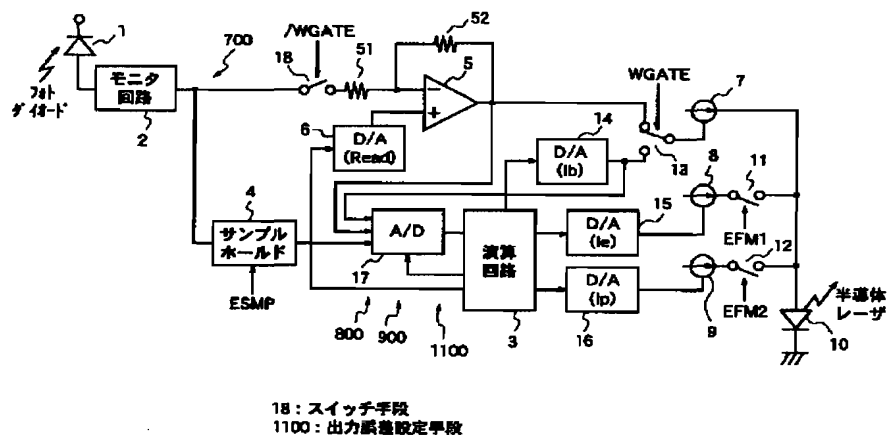 1
フォト
ダイオード
モニタ
回路
2
700
/WGATE
18
51
52
5
−
+
6
D/A
(Read)
WGATE
7
14
D/A
(Ib)
13
4
サンプル
ホールド
ESMP
A/D
17
演算
回路
3
D/A
(Ie)
15
8
11
EFM1
D/A
(Ip)
16
9
12
EFM2
半導体
レーザ
10
800
900
1100
18：スイッチ手段
1100：出力誤差設定手段